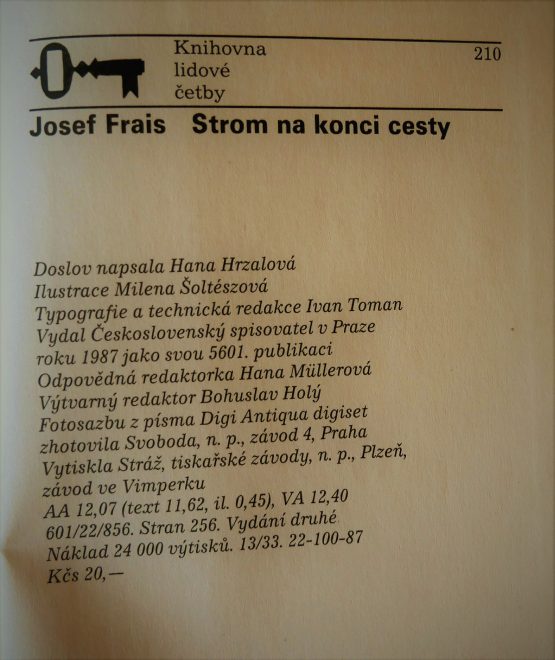 Knihovna
lidové
četby
210
Josef Frais Strom na konci cesty
Doslov napsala Hana Hrzalová
Ilustrace Milena Šoltészová
Typografie a technická redakce Ivan Toman
Vydal Československý spisovatel v Praze
roku 1987 jako svou 5601. publikaci
Odpovědná redaktorka Hana Müllerová
Výtvarný redaktor Bohuslav Holý
Fotosazbu z písma Digi Antiqua digiset
zhotovila Svoboda, n. p., závod 4, Praha
Vytiskla Stráž, tiskařské závody, n. p., Plzeň,
závod ve Vimperku
AA 12,07 (text 11,62, il. 0,45), VA 12,40
601/22/856. Stran 256. Vydání druhé
Náklad 24 000 výtisků. 13/33. 22-100-87
Kčs 20,—